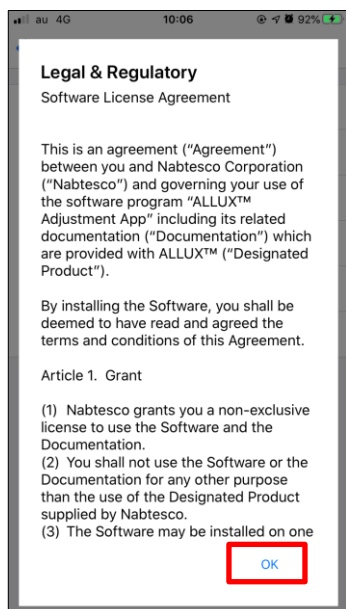 au 4G 10:06 92%
Legal & Regulatory
Software License Agreement
This is an agreement (“Agreement”)
between you and Nabtesco Corporation
(“Nabtesco”) and governing your use of
the software program “ALLUX™
Adjustment App” including its related
documentation (“Documentation”) which
are provided with ALLUX™ (“Designated
Product”).
By installing the Software, you shall be
deemed to have read and agreed the
terms and conditions of this Agreement.
Article 1.  Grant
(1)  Nabtesco grants you a non-exclusive
license to use the Software and the
Documentation.
(2)  You shall not use the Software or the
Documentation for any other purpose
than the use of the Designated Product
supplied by Nabtesco.
(3)  The Software may be installed on one
OK